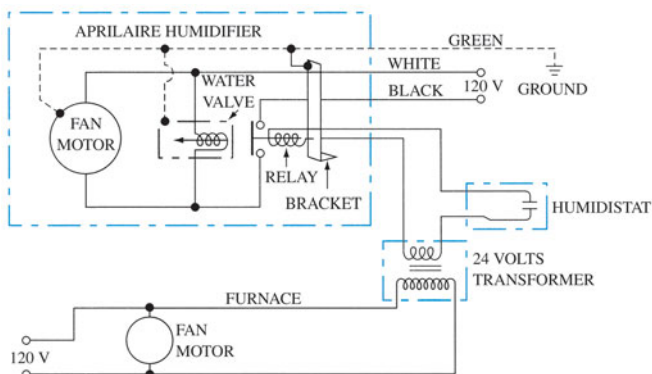 APRILAIRE HUMIDIFIER
GREEN
WHITE
WATER
VALVE
BLACK
120 V
GROUND
FAN
MOTOR
RELAY
BRACKET
HUMIDISTAT
24 VOLTS
TRANSFORMER
FURNACE
FAN
MOTOR
120 V